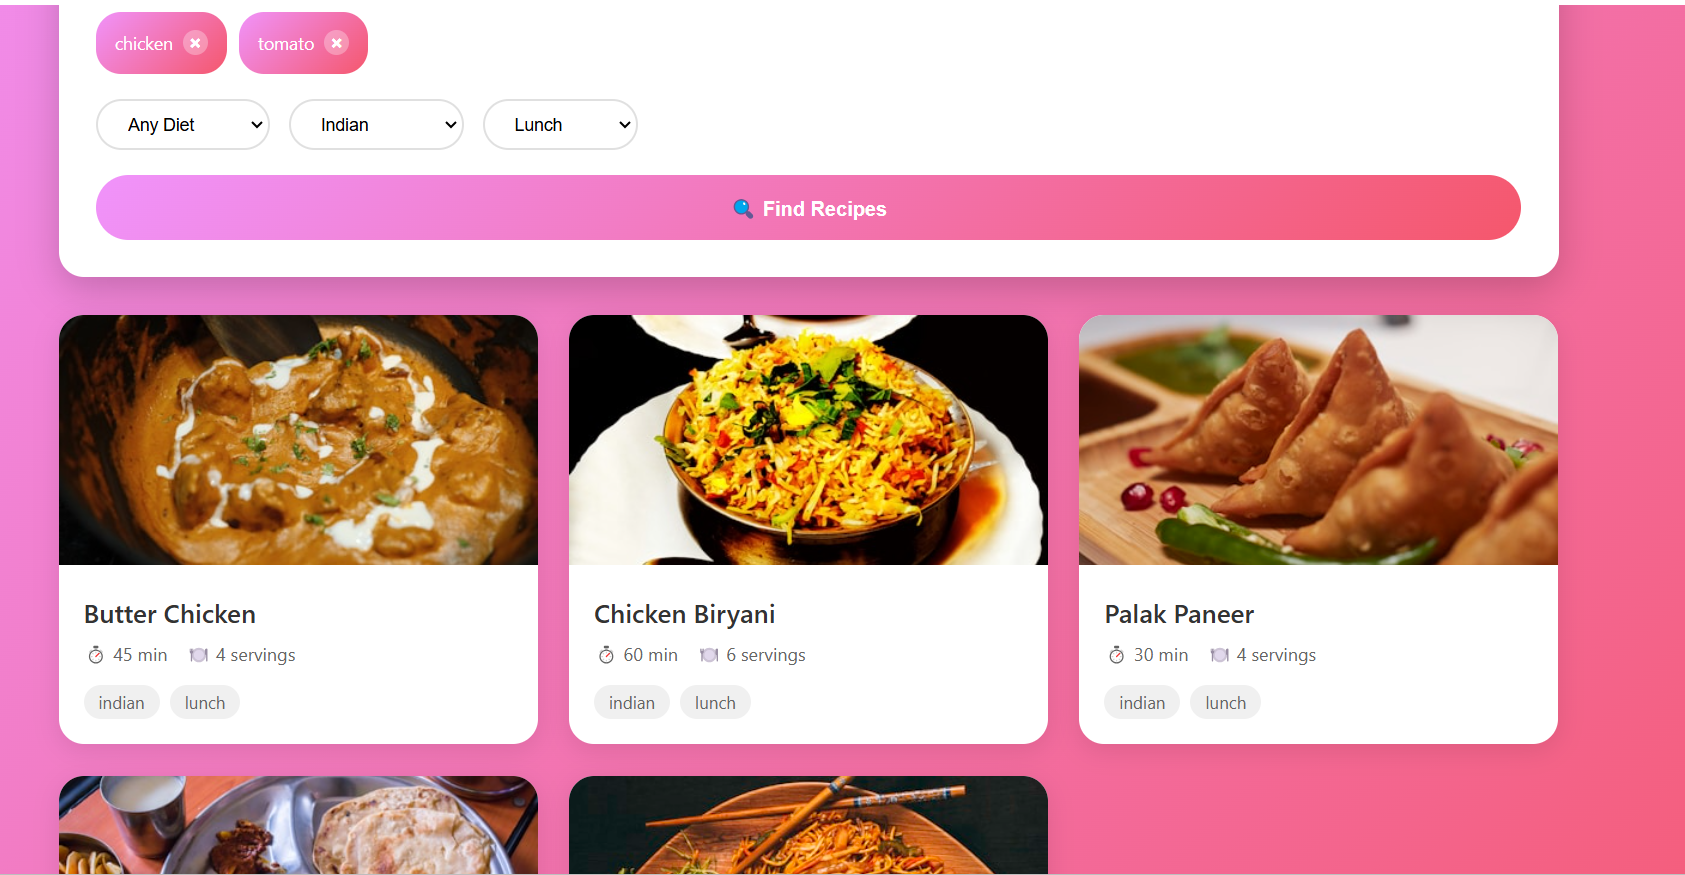 chicken
tomato
Any Diet
Indian
Lunch
Find Recipes
Butter Chicken
45 min
4 servings
indian
lunch
Chicken Biryani
60 min
6 servings
indian
lunch
Palak Paneer
30 min
4 servings
indian
lunch